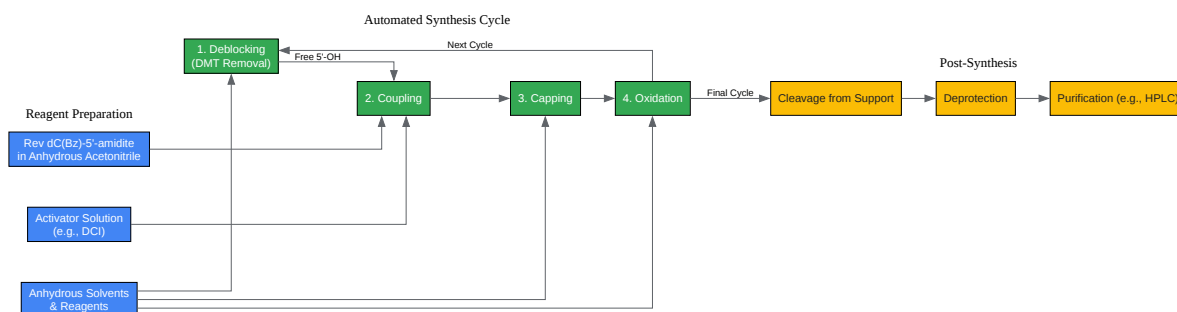 Automated Synthesis Cycle
1. Deblocking
(DMT Removal)
Next Cycle
Free 5'-OH
Post-Synthesis
2. Coupling
3. Capping
4. Oxidation
Final Cycle
Cleavage from Support
Deprotection
Purification (e.g., HPLC)
Reagent Preparation
Rev dC(Bz)-5'-amidite
in Anhydrous Acetonitrile
Activator Solution
(e.g., DCI)
Anhydrous Solvents
& Reagents